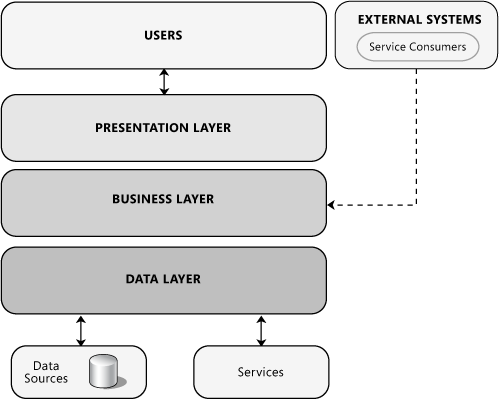 USERS
EXTERNAL SYSTEMS
Service Consumers
PRESENTATION LAYER
BUSINESS LAYER
DATA LAYER
Data
Sources
Services